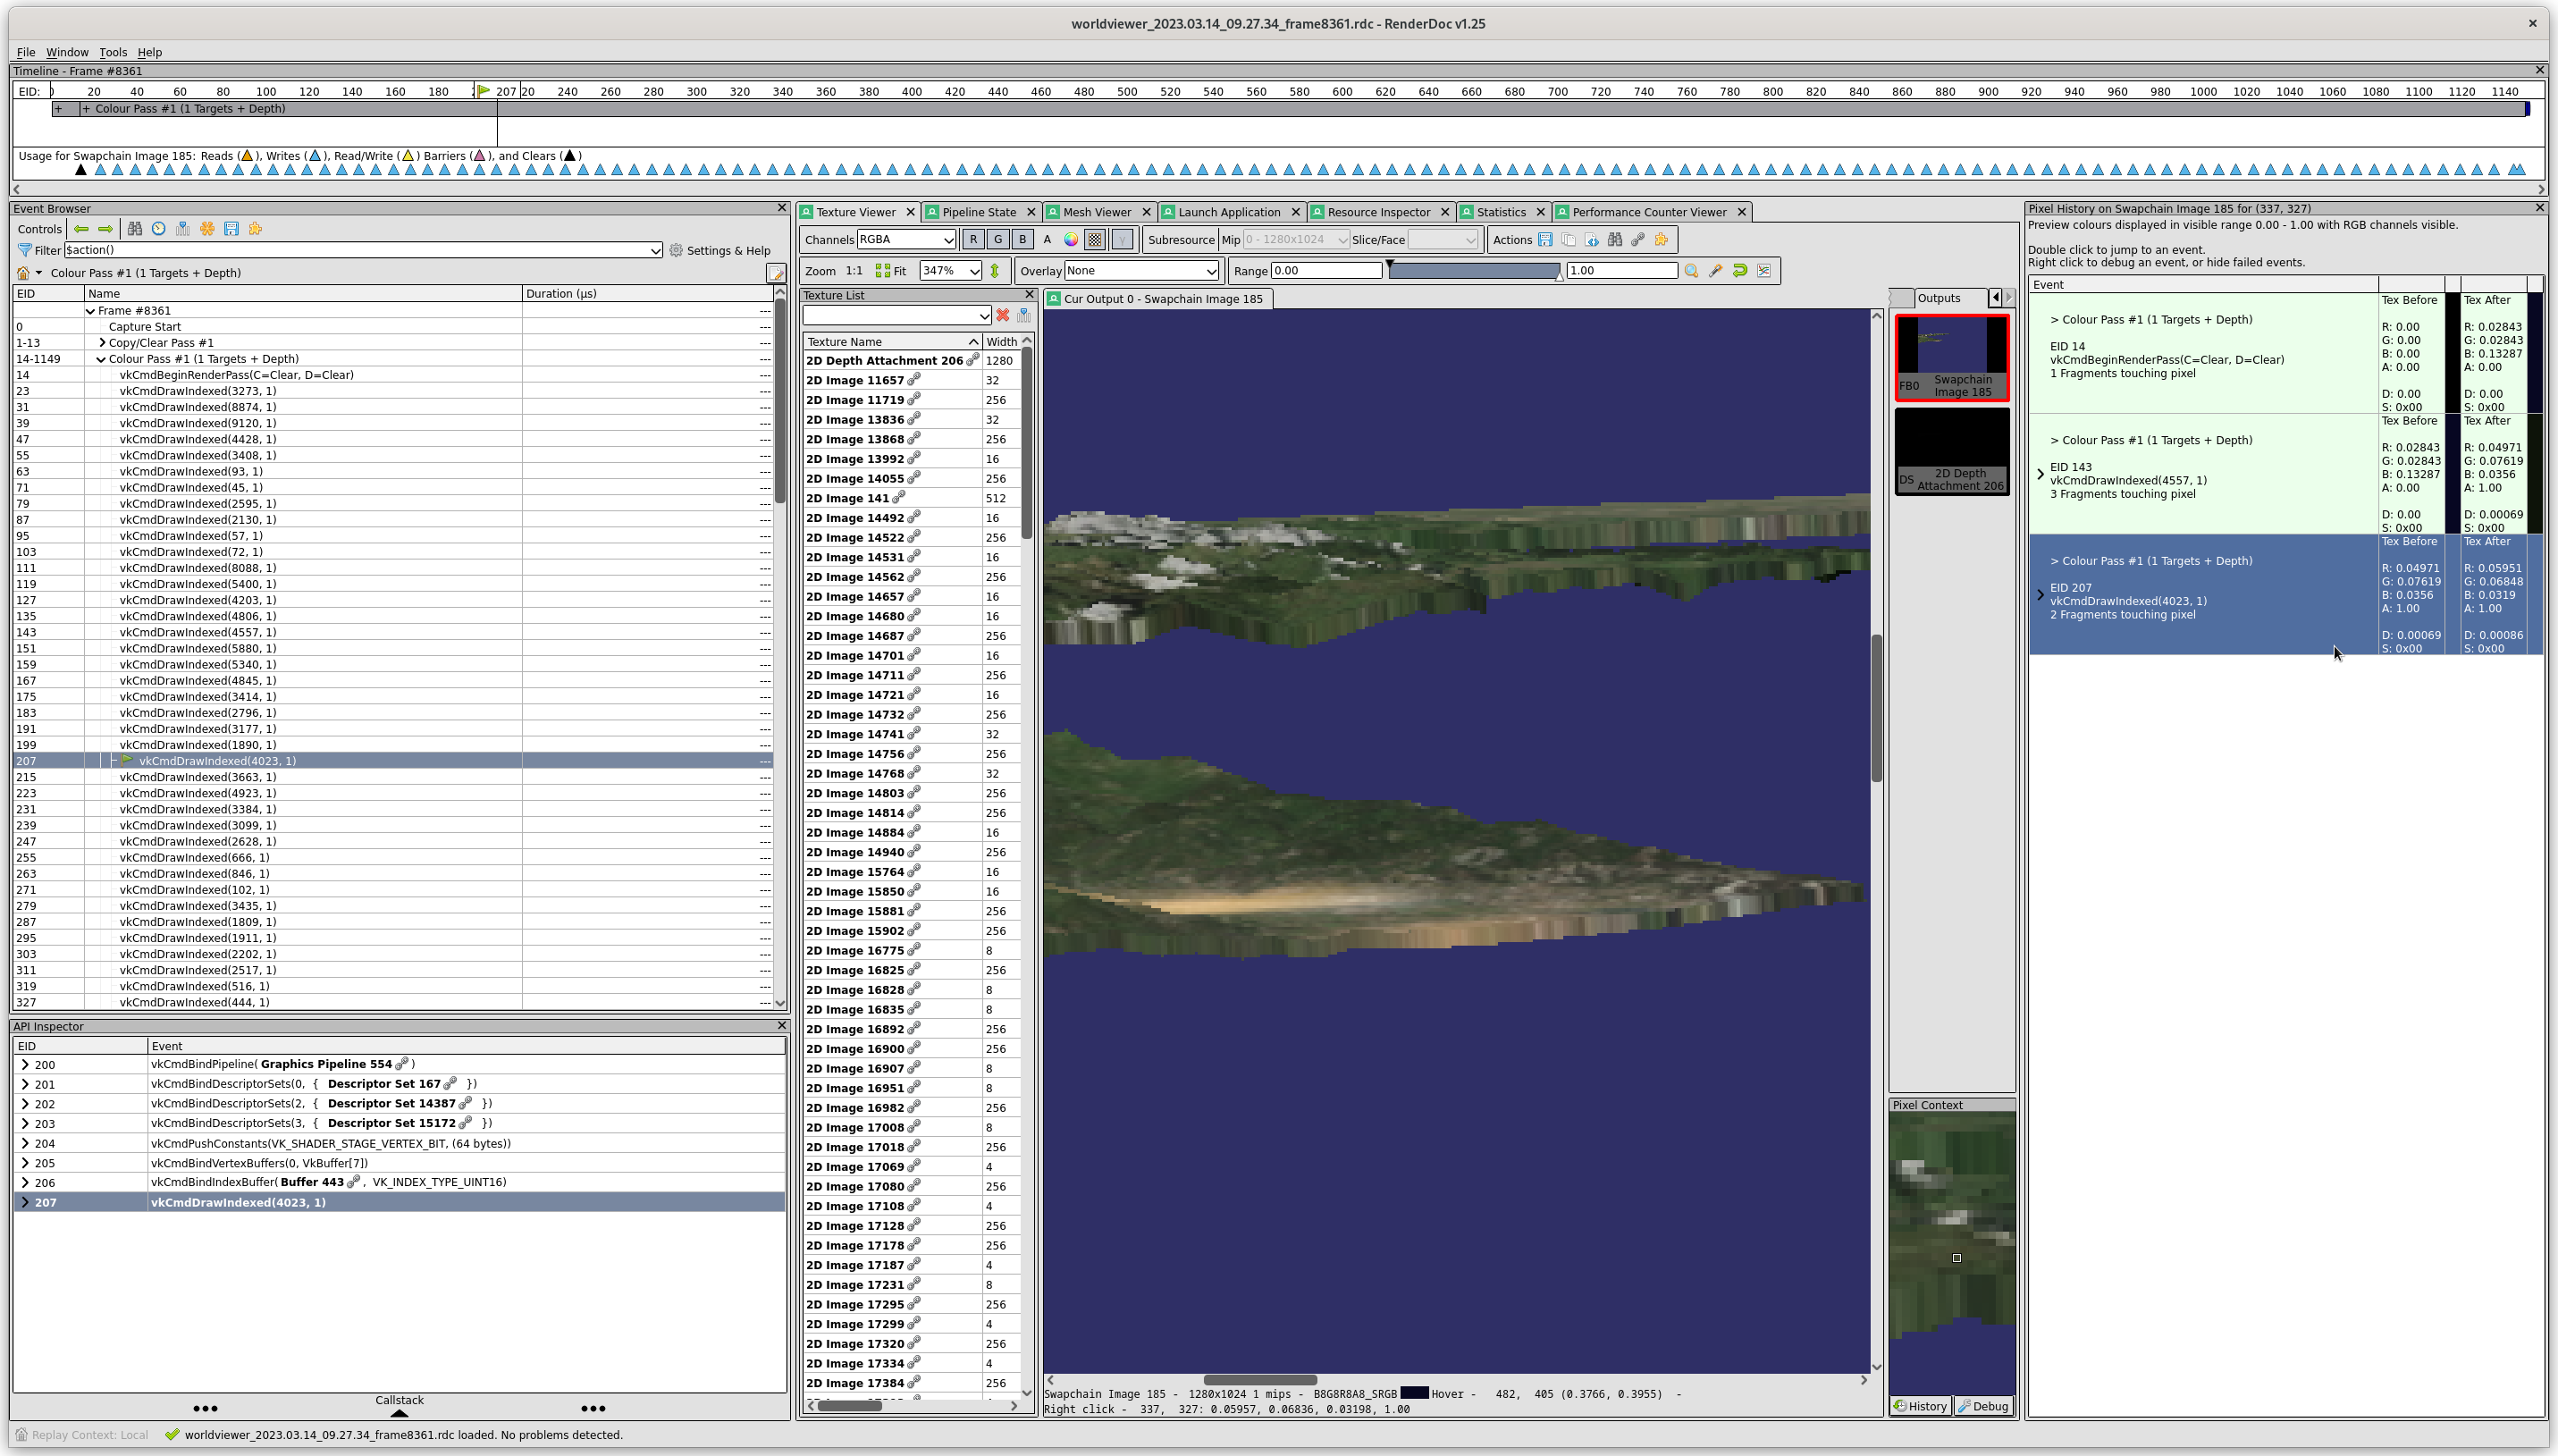 worldviewer_2023.03.14_09.27.34_frame8361.rdc - RenderDoc v1.25
File Window Tools Help
Timeline - Frame #8361
EID: 20 40 60 80 100 120 140 160 180 207 20 240 260 280 300 320 340 360 380 400 420 440 460 480 500 520 540 560 580 600 620 640 660 680 700 720 740 760 780 800 820 840 860 880 900 920 940 960 980 1000 1020 1040 1060 1080 1100 1120 1140
+ + Colour Pass #1 (1 Targets + Depth)
Usage for Swapchain Image 185: Reads ( ), Writes ( ), Read/Write ( ) Barriers ( ), and Clears ( )
Event Browser
Controls
Filter $action() Settings & Help
Colour Pass #1 (1 Targets + Depth)
EID Name Duration (µs)
Frame #8361 ---
0 Capture Start ---
1-13 Copy/Clear Pass #1 ---
14-1149 Colour Pass #1 (1 Targets + Depth) ---
14 vkCmdBeginRenderPass(C=Clear, D=Clear) ---
23 vkCmdDrawIndexed(3273, 1) ---
31 vkCmdDrawIndexed(8874, 1) ---
39 vkCmdDrawIndexed(9120, 1) ---
47 vkCmdDrawIndexed(4428, 1) ---
55 vkCmdDrawIndexed(3408, 1) ---
63 vkCmdDrawIndexed(93, 1) ---
71 vkCmdDrawIndexed(45, 1) ---
79 vkCmdDrawIndexed(2595, 1) ---
87 vkCmdDrawIndexed(2130, 1) ---
95 vkCmdDrawIndexed(57, 1) ---
103 vkCmdDrawIndexed(72, 1) ---
111 vkCmdDrawIndexed(8088, 1) ---
119 vkCmdDrawIndexed(5400, 1) ---
127 vkCmdDrawIndexed(4203, 1) ---
135 vkCmdDrawIndexed(4806, 1) ---
143 vkCmdDrawIndexed(4557, 1) ---
151 vkCmdDrawIndexed(5880, 1) ---
159 vkCmdDrawIndexed(5340, 1) ---
167 vkCmdDrawIndexed(4845, 1) ---
175 vkCmdDrawIndexed(3414, 1) ---
183 vkCmdDrawIndexed(2796, 1) ---
191 vkCmdDrawIndexed(3177, 1) ---
199 vkCmdDrawIndexed(1890, 1) ---
207 vkCmdDrawIndexed(4023, 1) ---
215 vkCmdDrawIndexed(3663, 1) ---
223 vkCmdDrawIndexed(4923, 1) ---
231 vkCmdDrawIndexed(3384, 1) ---
239 vkCmdDrawIndexed(3099, 1) ---
247 vkCmdDrawIndexed(2628, 1) ---
255 vkCmdDrawIndexed(666, 1) ---
263 vkCmdDrawIndexed(846, 1) ---
271 vkCmdDrawIndexed(102, 1) ---
279 vkCmdDrawIndexed(3435, 1) ---
287 vkCmdDrawIndexed(1809, 1) ---
295 vkCmdDrawIndexed(1911, 1) ---
303 vkCmdDrawIndexed(2202, 1) ---
311 vkCmdDrawIndexed(2517, 1) ---
319 vkCmdDrawIndexed(516, 1) ---
327 vkCmdDrawIndexed(444, 1) ---
API Inspector
EID Event
200 vkCmdBindPipeline( Graphics Pipeline 554 )
201 vkCmdBindDescriptorSets(0, { Descriptor Set 167 })
202 vkCmdBindDescriptorSets(2, { Descriptor Set 14387 })
203 vkCmdBindDescriptorSets(3, { Descriptor Set 15172 })
204 vkCmdPushConstants(VK_SHADER_STAGE_VERTEX_BIT, (64 bytes))
205 vkCmdBindVertexBuffers(0, VkBuffer[7])
206 vkCmdBindIndexBuffer( Buffer 443 , VK_INDEX_TYPE_UINT16)
207 vkCmdDrawIndexed(4023, 1)
Callstack
Texture Viewer Pipeline State Mesh Viewer Launch Application Resource Inspector Statistics Performance Counter Viewer
Channels RGBA R G B A γ Subresource Mip 0 - 1280x1024 Slice/Face Actions
Zoom 1:1 Fit 347% Overlay None Range 0.00 1.00
Texture List
Texture Name Width
2D Depth Attachment 206 1280
2D Image 11657 32
2D Image 11719 256
2D Image 13836 32
2D Image 13868 256
2D Image 13992 16
2D Image 14055 256
2D Image 141 512
2D Image 14492 16
2D Image 14522 256
2D Image 14531 16
2D Image 14562 256
2D Image 14657 16
2D Image 14680 16
2D Image 14687 256
2D Image 14701 16
2D Image 14711 256
2D Image 14721 16
2D Image 14732 256
2D Image 14741 32
2D Image 14756 256
2D Image 14768 32
2D Image 14803 256
2D Image 14814 256
2D Image 14884 16
2D Image 14940 256
2D Image 15764 16
2D Image 15850 16
2D Image 15881 256
2D Image 15902 256
2D Image 16775 8
2D Image 16825 256
2D Image 16828 8
2D Image 16835 8
2D Image 16892 256
2D Image 16900 256
2D Image 16907 8
2D Image 16951 8
2D Image 16982 256
2D Image 17008 8
2D Image 17018 256
2D Image 17069 4
2D Image 17080 256
2D Image 17108 4
2D Image 17128 256
2D Image 17178 256
2D Image 17187 4
2D Image 17231 8
2D Image 17295 256
2D Image 17299 4
2D Image 17320 256
2D Image 17334 4
2D Image 17384 256
Cur Output 0 - Swapchain Image 185
Swapchain Image 185 - 1280x1024 1 mips - B8G8R8A8_SRGB Hover - 482, 405 (0.3766, 0.3955) -
Right click - 337, 327: 0.05957, 0.06836, 0.03198, 1.00
Outputs
FB0 Swapchain Image 185
DS 2D Depth Attachment 206
Pixel Context
History Debug
Pixel History on Swapchain Image 185 for (337, 327)
Preview colours displayed in visible range 0.00 - 1.00 with RGB channels visible.
Double click to jump to an event.
Right click to debug an event, or hide failed events.
Event
> Colour Pass #1 (1 Targets + Depth)
EID 14
vkCmdBeginRenderPass(C=Clear, D=Clear)
1 Fragments touching pixel
Tex Before
R: 0.00
G: 0.00
B: 0.00
A: 0.00
D: 0.00
S: 0x00
Tex After
R: 0.02843
G: 0.02843
B: 0.13287
A: 0.00
D: 0.00
S: 0x00
> Colour Pass #1 (1 Targets + Depth)
EID 143
vkCmdDrawIndexed(4557, 1)
3 Fragments touching pixel
Tex Before
R: 0.02843
G: 0.02843
B: 0.13287
A: 0.00
D: 0.00
S: 0x00
Tex After
R: 0.04971
G: 0.07619
B: 0.0356
A: 1.00
D: 0.00069
S: 0x00
> Colour Pass #1 (1 Targets + Depth)
EID 207
vkCmdDrawIndexed(4023, 1)
2 Fragments touching pixel
Tex Before
R: 0.04971
G: 0.07619
B: 0.0356
A: 1.00
D: 0.00069
S: 0x00
Tex After
R: 0.05951
G: 0.06848
B: 0.0319
A: 1.00
D: 0.00086
S: 0x00
Replay Context: Local worldviewer_2023.03.14_09.27.34_frame8361.rdc loaded. No problems detected.